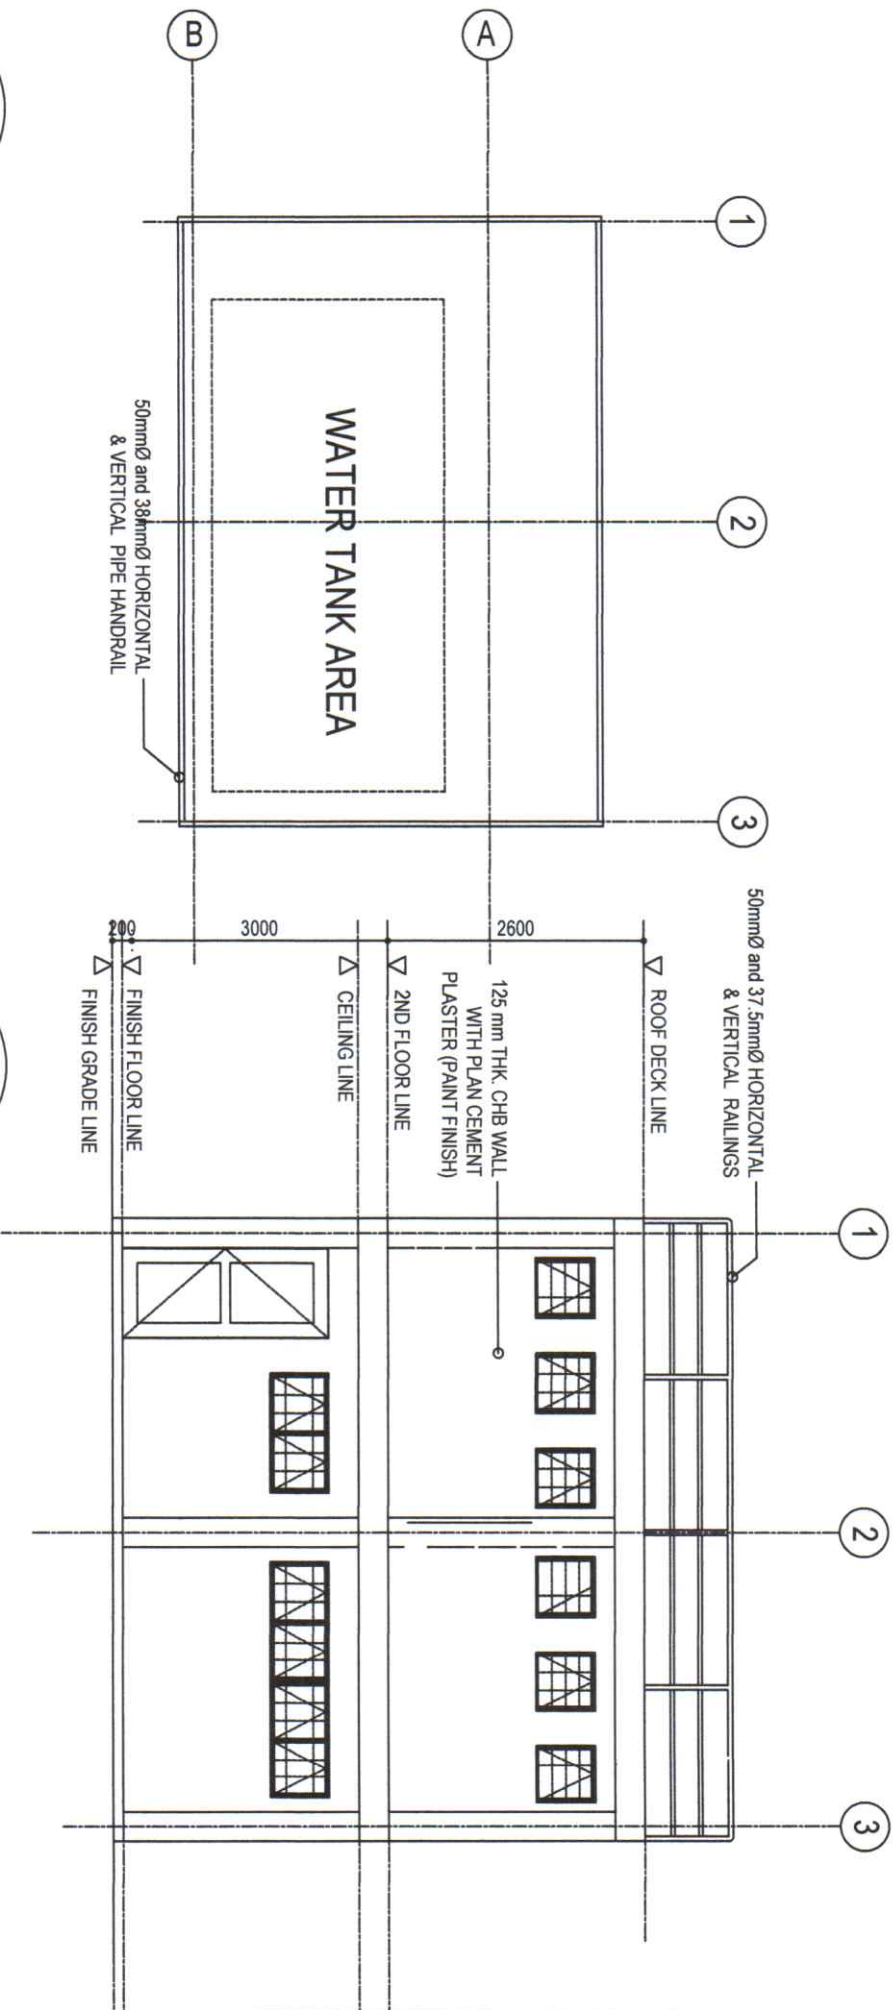 B
A
1
2
3
WATER TANK AREA
50mmØ and 38mmØ HORIZONTAL
& VERTICAL PIPE HANDRAIL
50mmØ and 37.5mmØ HORIZONTAL
& VERTICAL RAILINGS
2600
3000
200
ROOF DECK LINE
125 mm THK. CHB WALL
WITH PLAN CEMENT
PLASTER (PAINT FINISH)
2ND FLOOR LINE
CEILING LINE
FINISH FLOOR LINE
FINISH GRADE LINE
1
2
3